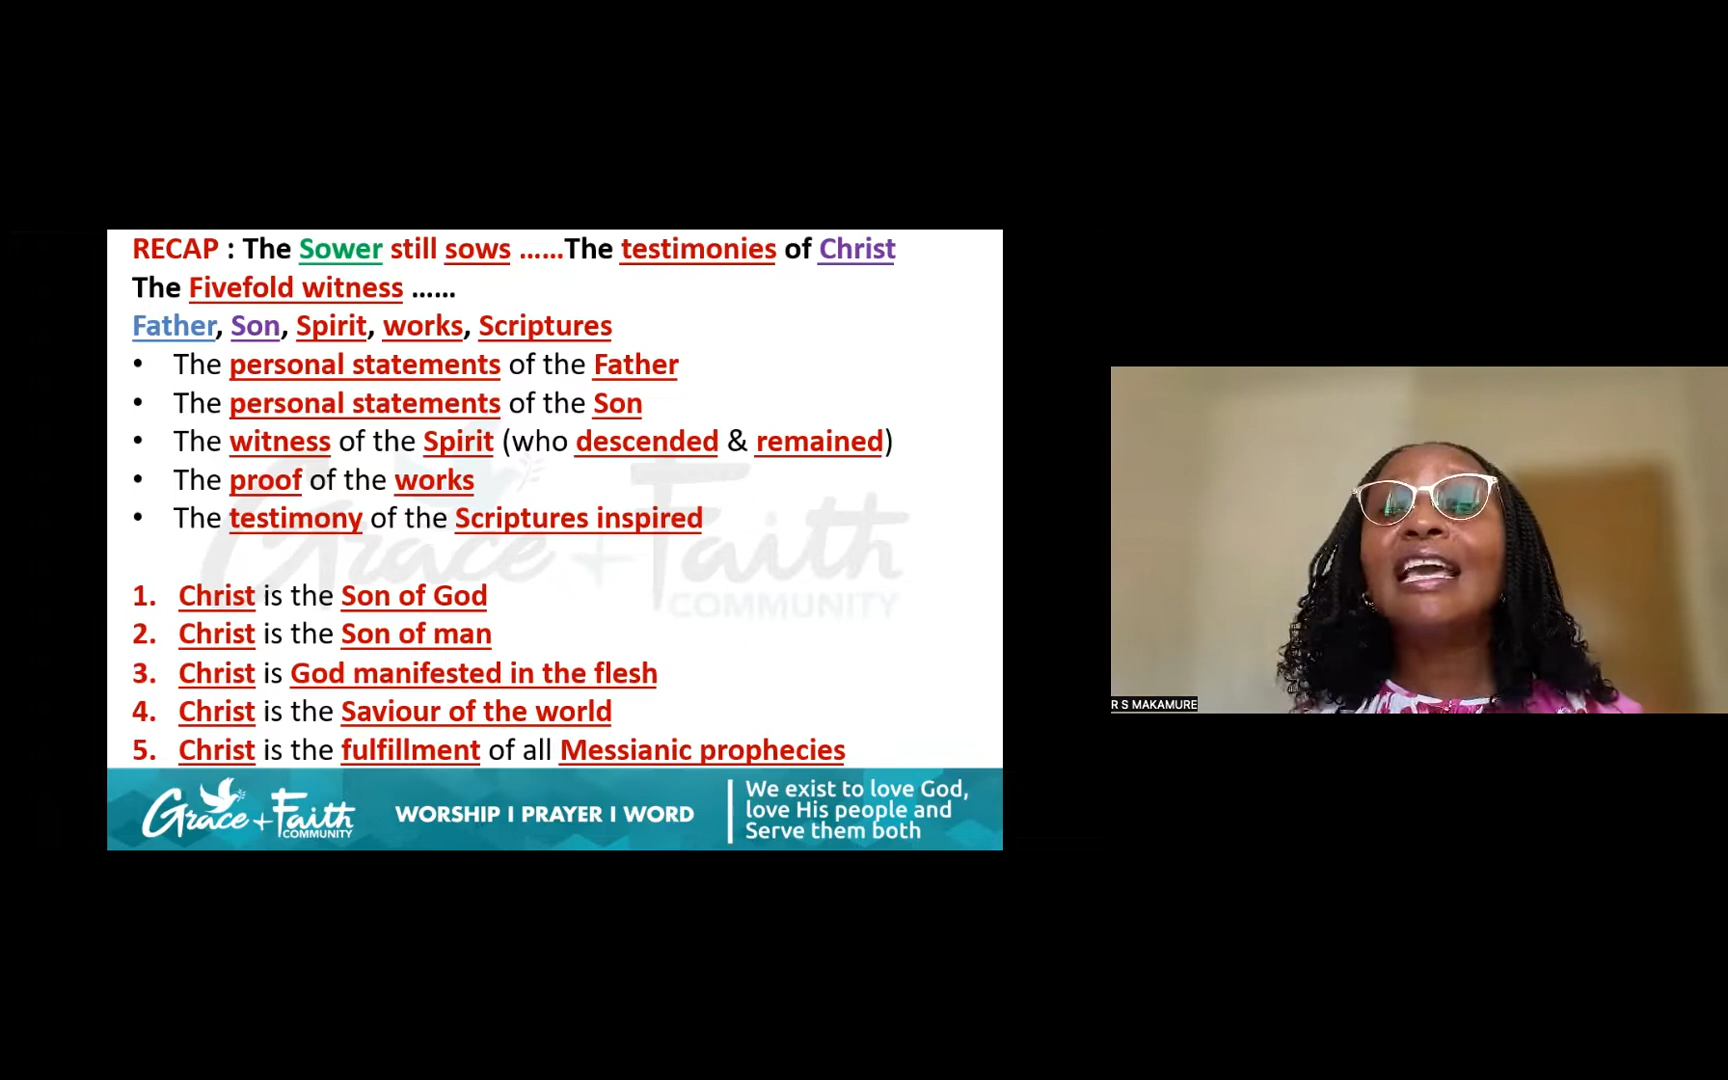 RECAP : The Sower still sows ......The testimonies of Christ
The Fivefold witness ......
Father, Son, Spirit, works, Scriptures
• The personal statements of the Father
• The personal statements of the Son
• The witness of the Spirit (who descended & remained)
• The proof of the works
• The testimony of the Scriptures inspired
Grace + Faith
COMMUNITY
1. Christ is the Son of God
2. Christ is the Son of man
3. Christ is God manifested in the flesh
4. Christ is the Saviour of the world
5. Christ is the fulfillment of all Messianic prophecies
Grace + Faith
COMMUNITY
WORSHIP I PRAYER I WORD
We exist to love God,
love His people and
Serve them both
R S MAKAMURE